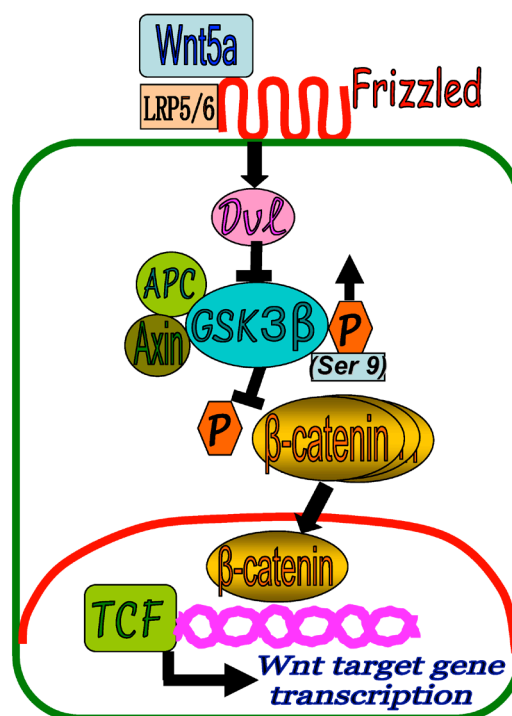 Wnt5a
LRP5/6
Frizzled
Dvl
APC
Axin
GSK3β
P
(Ser 9)
P
β-catenin
β-catenin
TCF
Wnt target gene
transcription